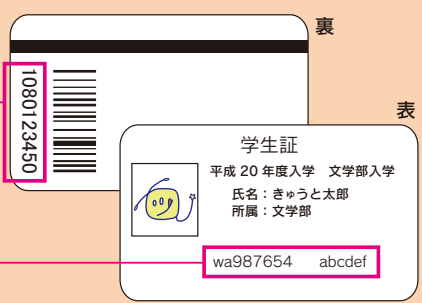 裏
1080123450
表
学生証
平成 20 年度入学　文学部入学
氏名：きゅうと太郎
所属：文学部
wa987654　abcdef